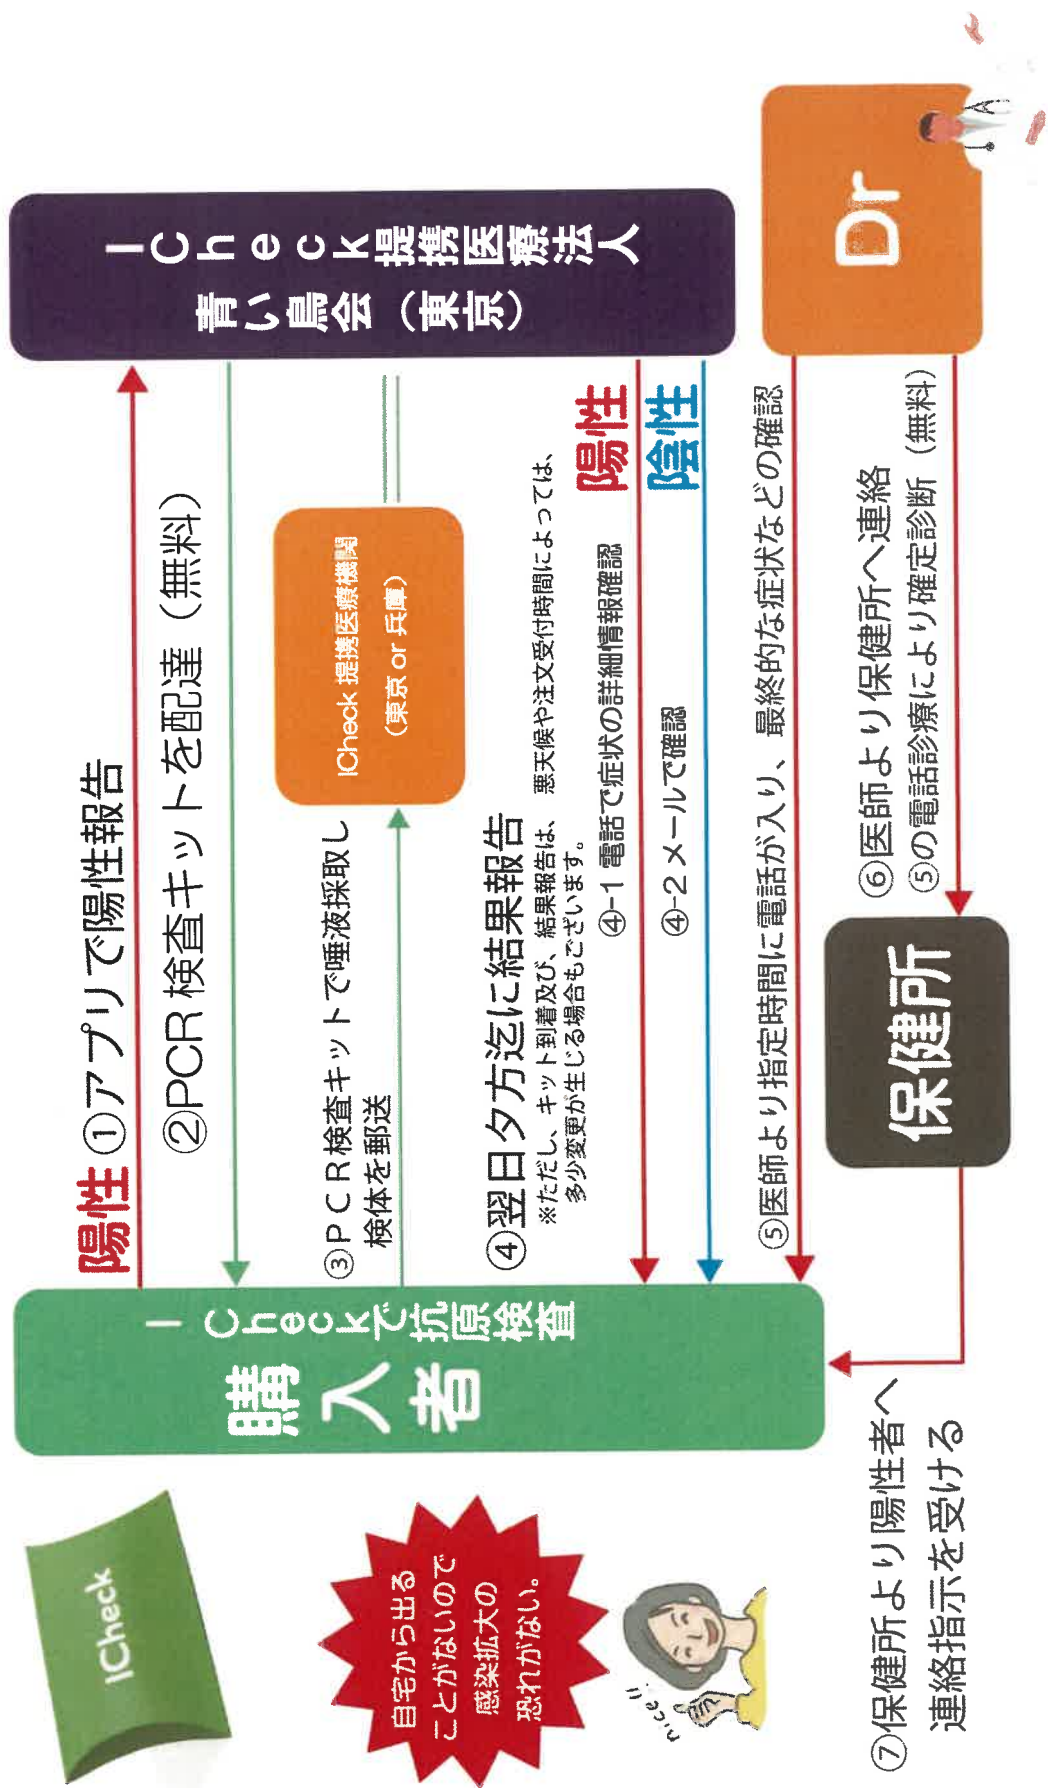 ICheck
自宅から出る
ことがないので
感染拡大の
恐れがない。
nice!!
ICheckで抗原検査
購入者
陽性 ①アプリで陽性報告
②PCR 検査キットを配達（無料）
③PCR検査キットで唾液採取し
検体を郵送
ICheck 提携医療機関
（東京 or 兵庫）
④翌日夕方迄に結果報告
※ただし、キット到着及び、結果報告は、悪天候や注文受付時間によっては、
多少変更が生じる場合もございます。
④-1 電話で症状の詳細情報確認
陽性
④-2 メールで確認
陰性
ICheck提携医療法人
青い鳥会（東京）
⑤医師より指定時間に電話が入り、最終的な症状などの確認
Dr
⑥医師より保健所へ連絡
⑤の電話診療により確定診断（無料）
保健所
⑦保健所より陽性者へ
連絡指示を受ける